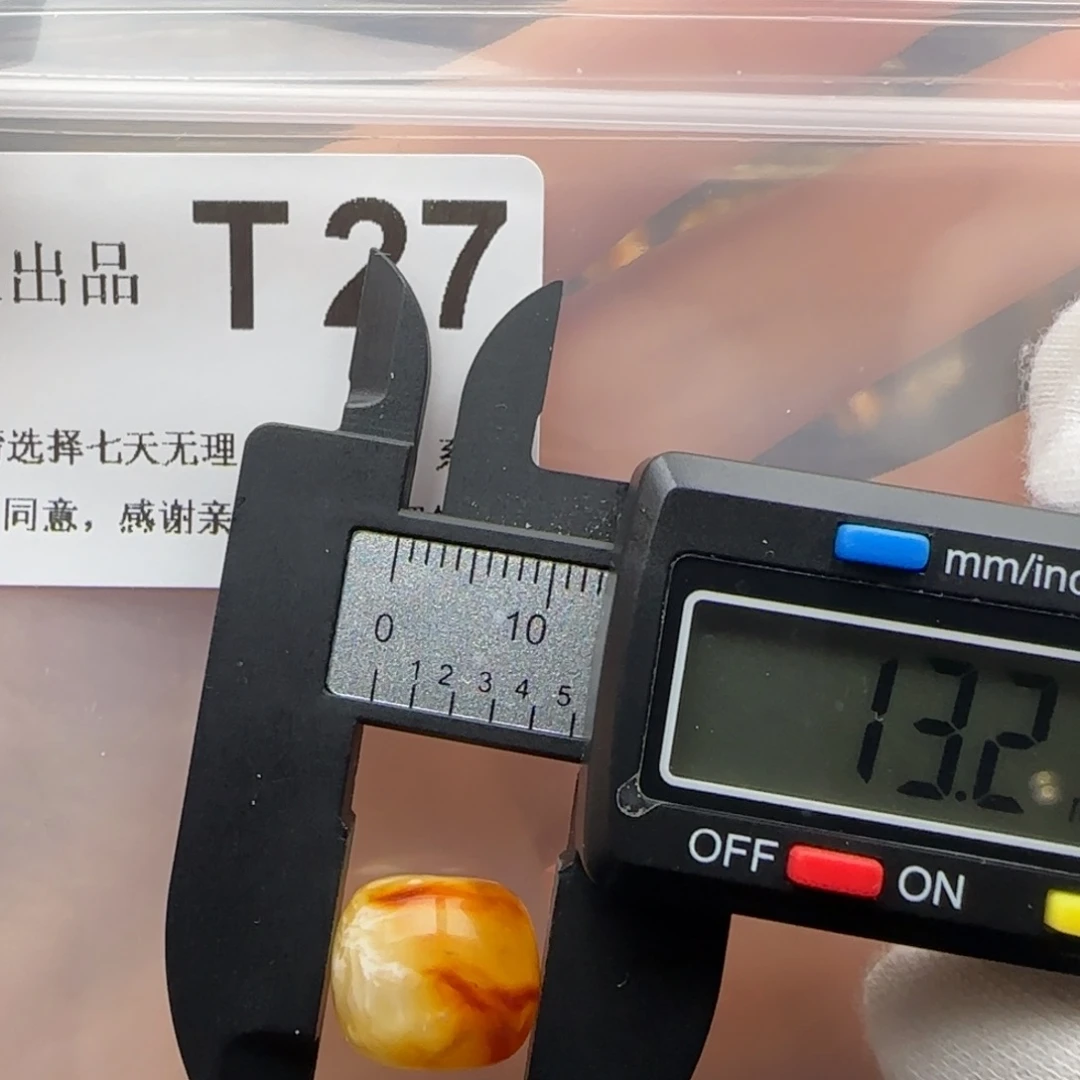 出品 T 27
选择七天无理
同意，感谢亲
0 10
1 2 3 4 5
mm/inc
13.2
OFF ON